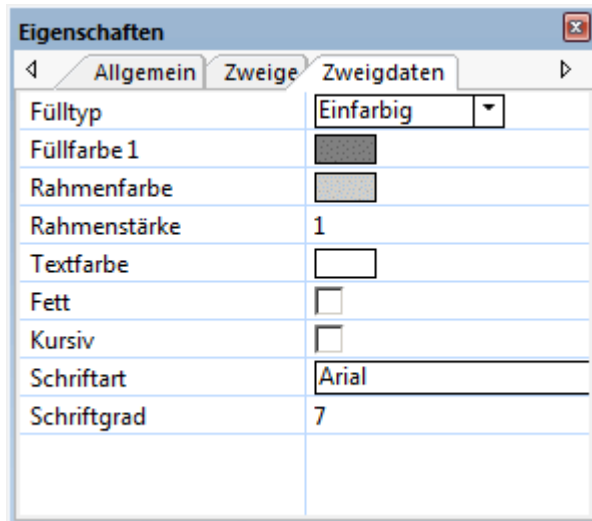 Eigenschaften
Allgemein Zweige Zweigdaten
Fülltyp Einfarbig
Füllfarbe 1
Rahmenfarbe
Rahmenstärke 1
Textfarbe
Fett
Kursiv
Schriftart Arial
Schriftgrad 7